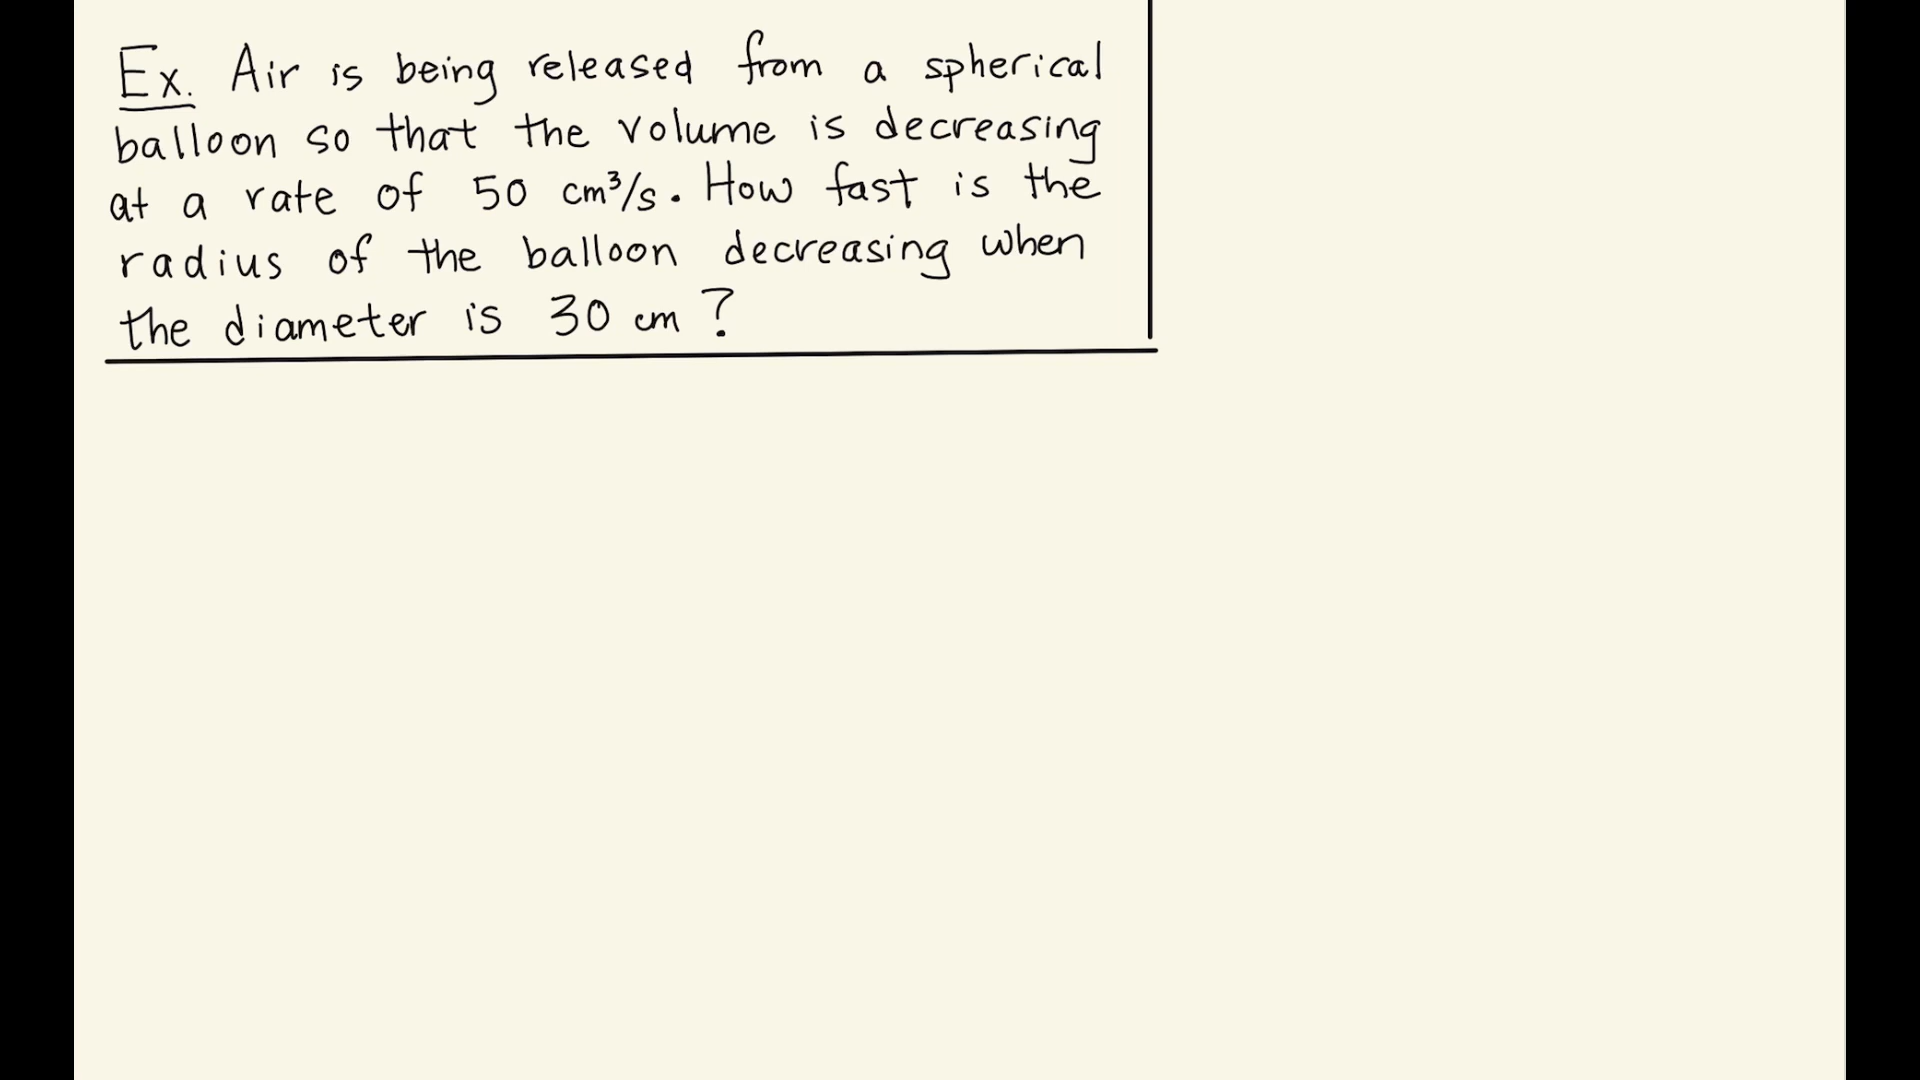 Ex. Air is being released from a spherical
balloon so that the volume is decreasing
at a rate of 50 cm³/s. How fast is the
radius of the balloon decreasing when
the diameter is 30 cm?